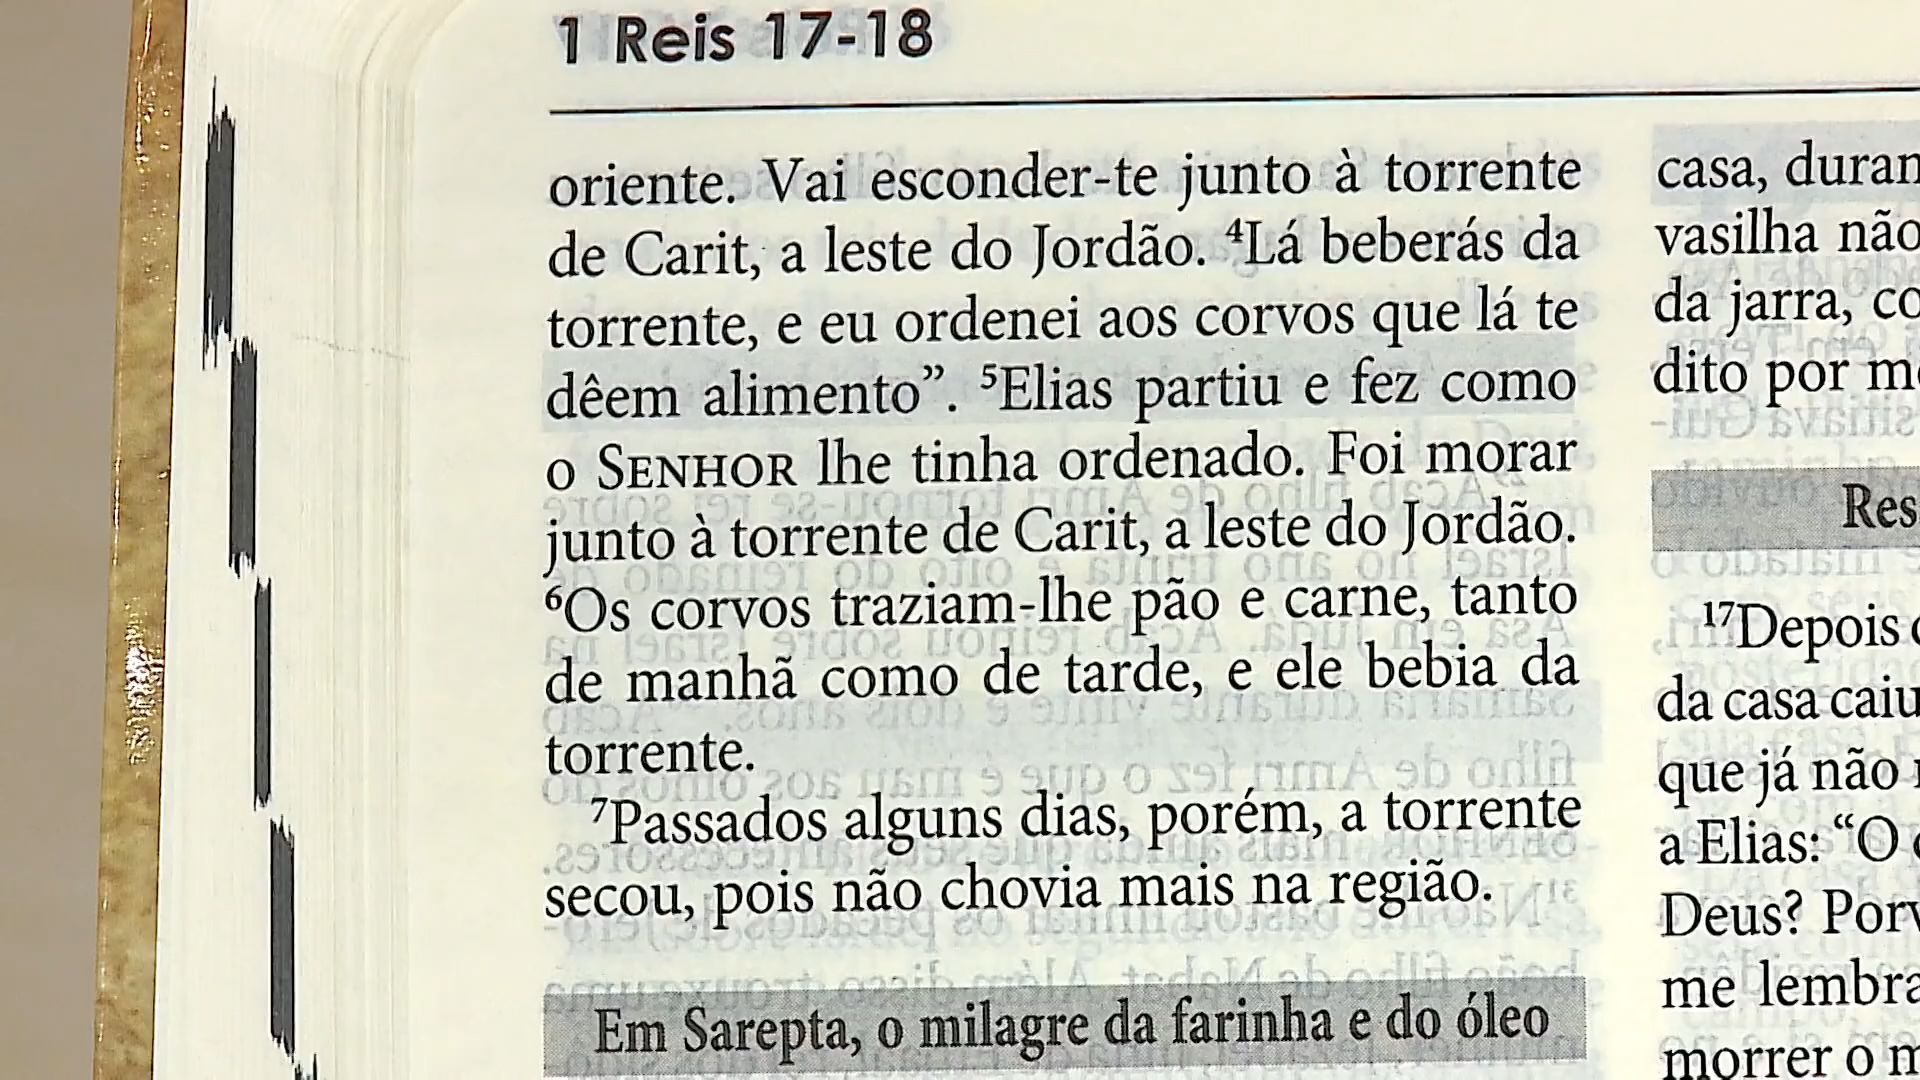 1 Reis 17-18
oriente. Vai esconder-te junto à torrente
de Carit, a leste do Jordão. ⁴Lá beberás da
torrente, e eu ordenei aos corvos que lá te
dêem alimento”. ⁵Elias partiu e fez como
o SENHOR lhe tinha ordenado. Foi morar
junto à torrente de Carit, a leste do Jordão.
⁶Os corvos traziam-lhe pão e carne, tanto
de manhã como de tarde, e ele bebia da
torrente.
⁷Passados alguns dias, porém, a torrente
secou, pois não chovia mais na região.
Em Sarepta, o milagre da farinha e do óleo
casa,
vasilha não
da jarra,
dito por
¹⁷Depois
da casa caiu
que já não
a Elias: “O
Deus?
me
morrer o